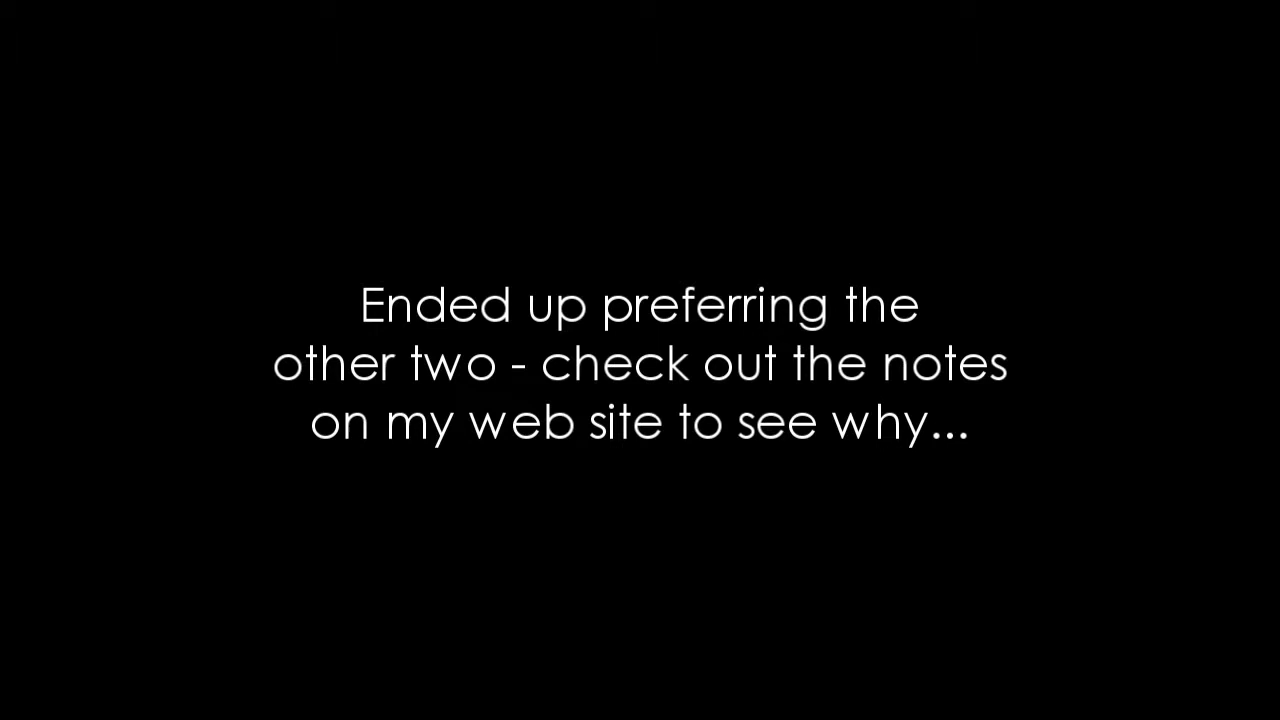 Ended up preferring the
other two - check out the notes
on my web site to see why...